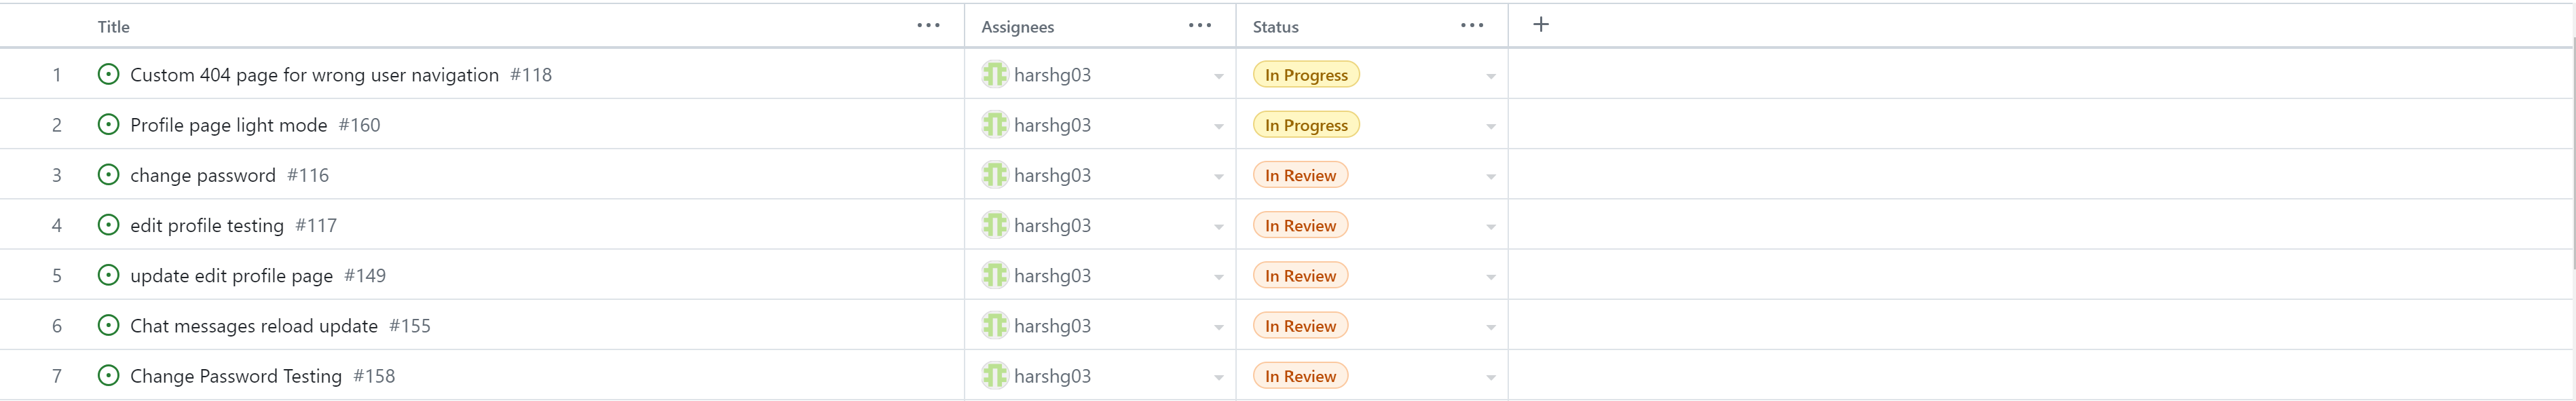 Title ... Assignees ... Status ... +
1 Custom 404 page for wrong user navigation #118 harshg03 In Progress
2 Profile page light mode #160 harshg03 In Progress
3 change password #116 harshg03 In Review
4 edit profile testing #117 harshg03 In Review
5 update edit profile page #149 harshg03 In Review
6 Chat messages reload update #155 harshg03 In Review
7 Change Password Testing #158 harshg03 In Review